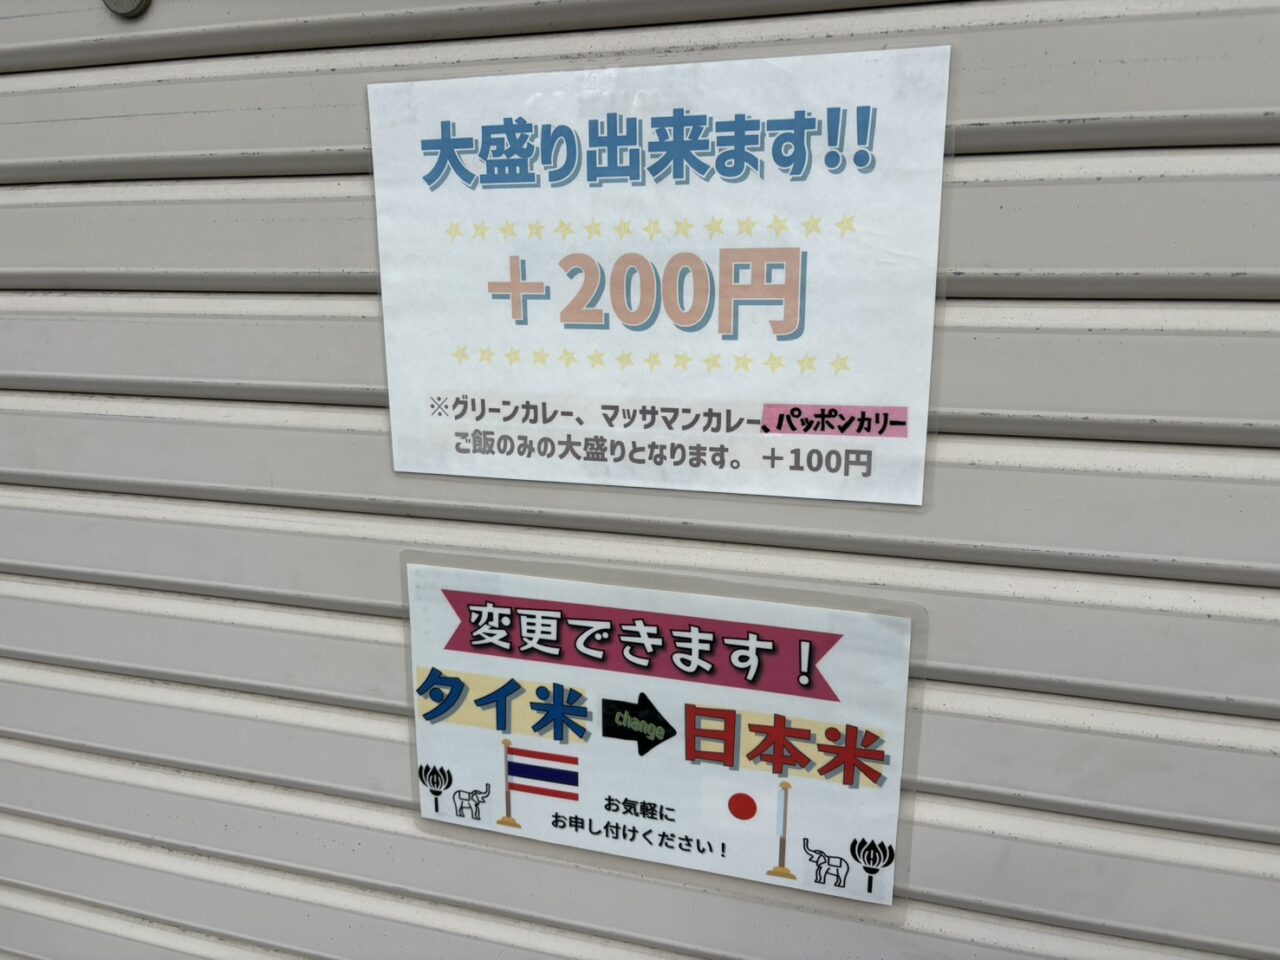 大盛り出来ます!!
+200円
※グリーンカレー、マッサマンカレー、パッポンカリー
ご飯のみの大盛りとなります。 +100円
変更できます！
タイ米 change 日本米
お気軽に
お申し付けください！